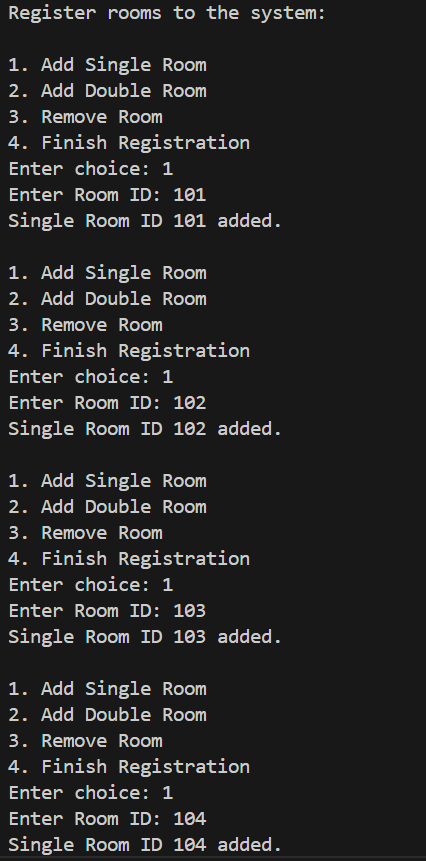 Register rooms to the system:
1. Add Single Room
2. Add Double Room
3. Remove Room
4. Finish Registration
Enter choice: 1
Enter Room ID: 101
Single Room ID 101 added.
1. Add Single Room
2. Add Double Room
3. Remove Room
4. Finish Registration
Enter choice: 1
Enter Room ID: 102
Single Room ID 102 added.
1. Add Single Room
2. Add Double Room
3. Remove Room
4. Finish Registration
Enter choice: 1
Enter Room ID: 103
Single Room ID 103 added.
1. Add Single Room
2. Add Double Room
3. Remove Room
4. Finish Registration
Enter choice: 1
Enter Room ID: 104
Single Room ID 104 added.